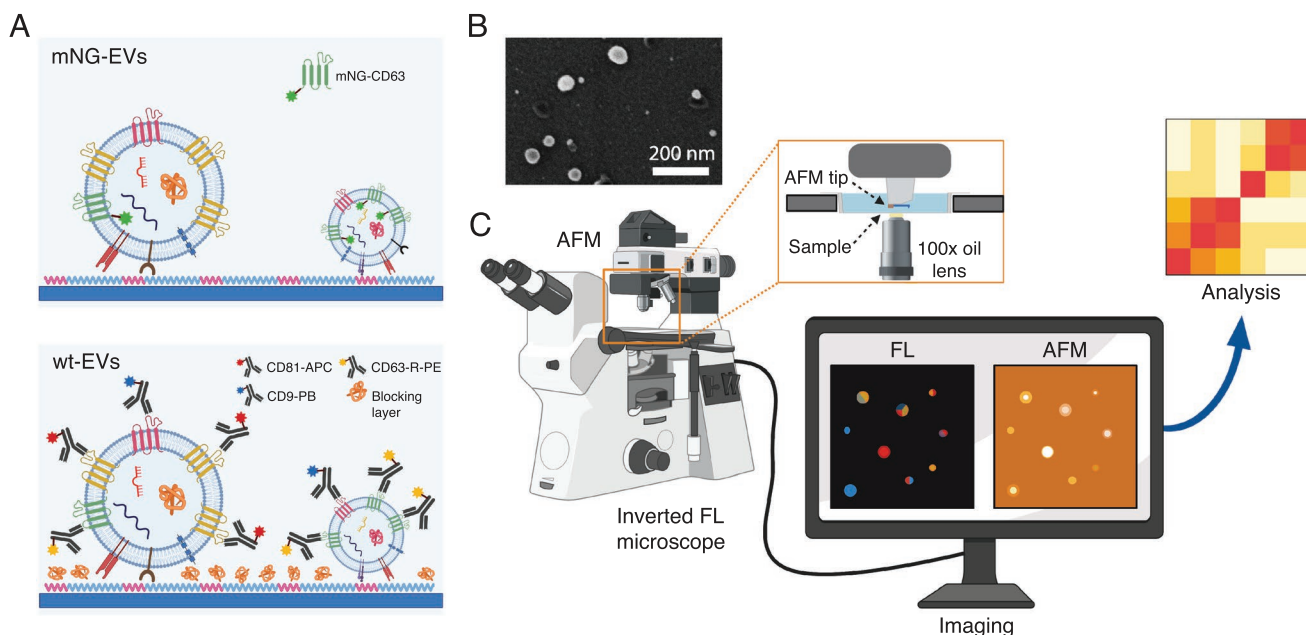 A
mNG-EVs
mNG-CD63
wt-EVs
CD81-APC
CD63-R-PE
CD9-PB
Blocking
layer
B
200 nm
C
AFM
AFM tip
Sample
100x oil
lens
Inverted FL
microscope
FL
AFM
Imaging
Analysis